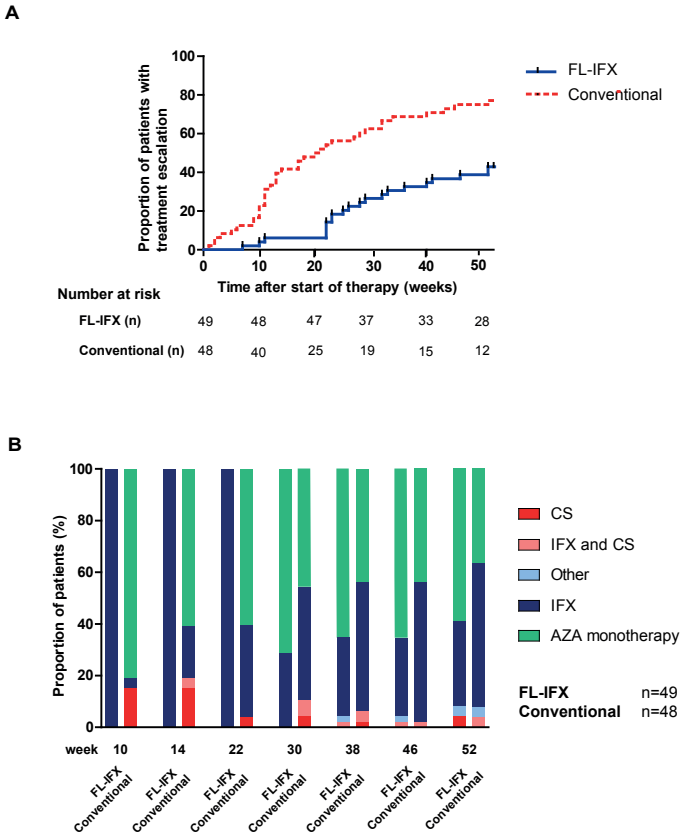 A
Proportion of patients with
treatment escalation
100
80
60
40
20
0
0 10 20 30 40 50
Time after start of therapy (weeks)
FL-IFX
Conventional
Number at risk
FL-IFX (n) 49 48 47 37 33 28
Conventional (n) 48 40 25 19 15 12
B
Proportion of patients (%)
100
80
60
40
20
0
week 10 14 22 30 38 46 52
FL-IFX Conventional FL-IFX Conventional FL-IFX Conventional FL-IFX Conventional FL-IFX Conventional FL-IFX Conventional FL-IFX Conventional
CS
IFX and CS
Other
IFX
AZA monotherapy
FL-IFX n=49
Conventional n=48